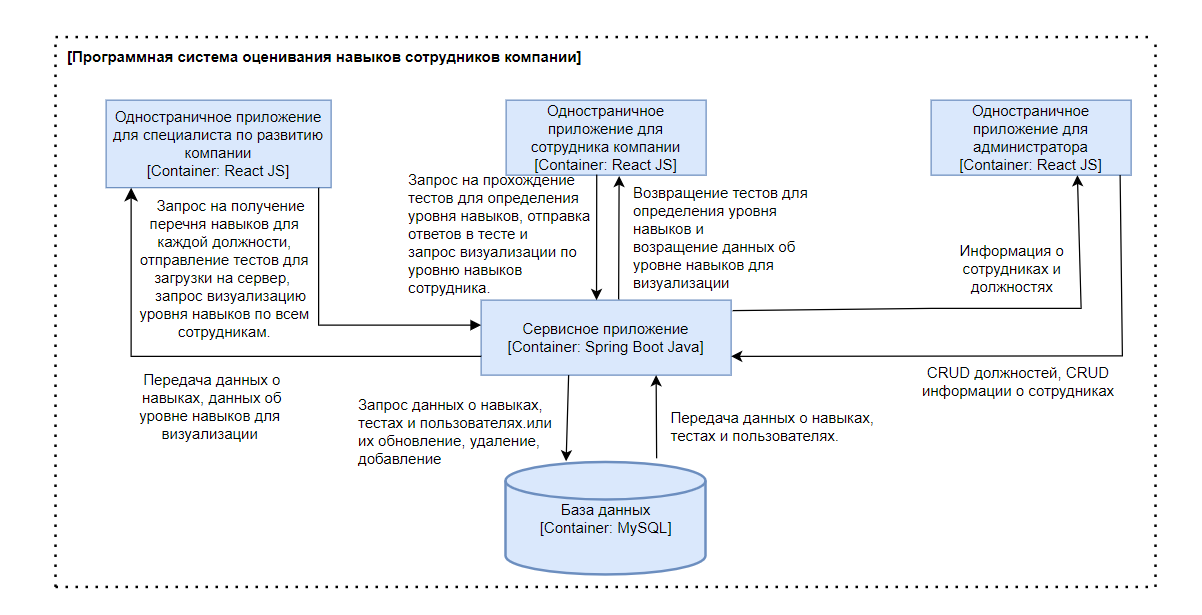 [Программная система оценивания навыков сотрудников компании]
Одностраничное приложение
для специалиста по развитию
компании
[Container: React JS]
Одностраничное
приложение для
сотрудника компании
[Container: React JS]
Одностраничное
приложение для
администратора
[Container: React JS]
Запрос на получение
перечня навыков для
каждой должности,
отправление тестов для
загрузки на сервер,
запрос визуализацию
уровня навыков по всем
сотрудникам.
Запрос на прохождение
тестов для определения
уровня навыков, отправка
ответов в тесте и
запрос визуализации по
уровню навыков
сотрудника.
Возвращение тестов для
определения уровня
навыков и
возращение данных об
уровне навыков для
визуализации
Информация о
сотрудниках и
должностях
Сервисное приложение
[Container: Spring Boot Java]
Передача данных о
навыках, данных об
уровне навыков для
визуализации
Запрос данных о навыках,
тестах и пользователях.или
их обновление, удаление,
добавление
Передача данных о навыках,
тестах и пользователях.
CRUD должностей, CRUD
информации о сотрудниках
База данных
[Container: MySQL]